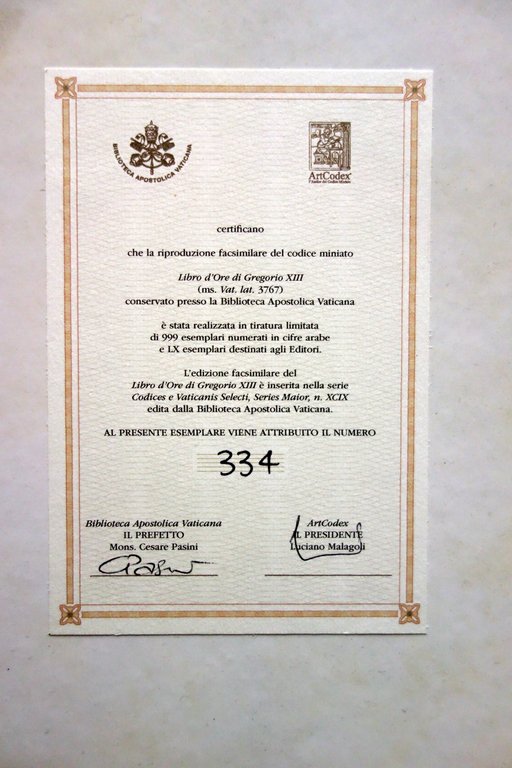 BIBLIOTECA APOSTOLICA VATICANA
ArtCodex
certificano
che la riproduzione facsimilare del codice miniato
Libro d'Ore di Gregorio XIII
(ms. Vat. lat. 3767)
conservato presso la Biblioteca Apostolica Vaticana
è stata realizzata in tiratura limitata
di 999 esemplari numerati in cifre arabe
e LX esemplari destinati agli Editori.
L'edizione facsimilare del
Libro d'Ore di Gregorio XIII è inserita nella serie
Codices e Vaticanis Selecti, Series Maior, n. XCIX
edita dalla Biblioteca Apostolica Vaticana.
AL PRESENTE ESEMPLARE VIENE ATTRIBUITO IL NUMERO
334
Biblioteca Apostolica Vaticana
IL PREFETTO
Mons. Cesare Pasini
ArtCodex
IL PRESIDENTE
Luciano Malagoli